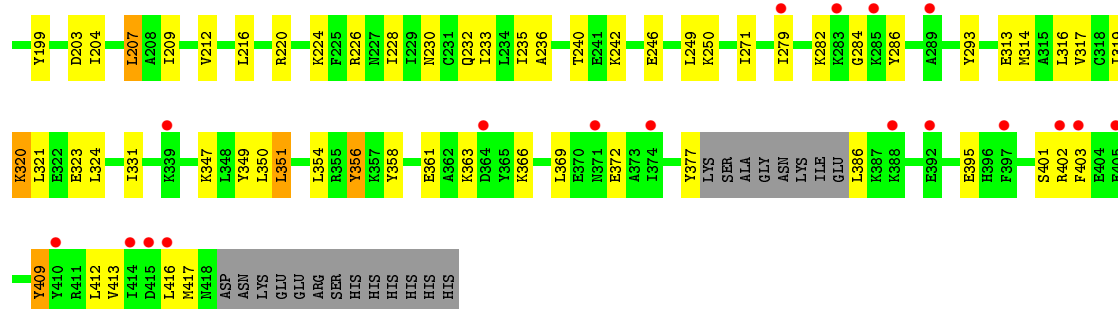 Y199 D203 I204 L207 A208 I209 V212 L216 R220 K224 F225 R226 N227 I228 I229 N230 C231 Q232 I233 L234 I235 A236 T240 E241 K242 E246 L249 K250 I271 I279 K282 K283 G284 K285 Y286 A289 Y293 E313 M314 A315 L316 V317 C318 I319
K320 L321 E322 E323 L324 I331 K339 K347 L348 Y349 L350 L351 L354 R355 Y356 K357 Y358 E361 A362 K363 D364 Y365 K366 L369 E370 N371 E372 A373 I374 Y377 LYS SER ALA GLY ASN LYS ILE GLU L386 K387 K388 E392 E395 H396 F397 S401 R402 F403 E404
Y409 Y410 R411 L412 V413 I414 D415 L416 M417 N418 ASP ASN LYS GLU GLU ARG SER HIS HIS HIS HIS HIS HIS